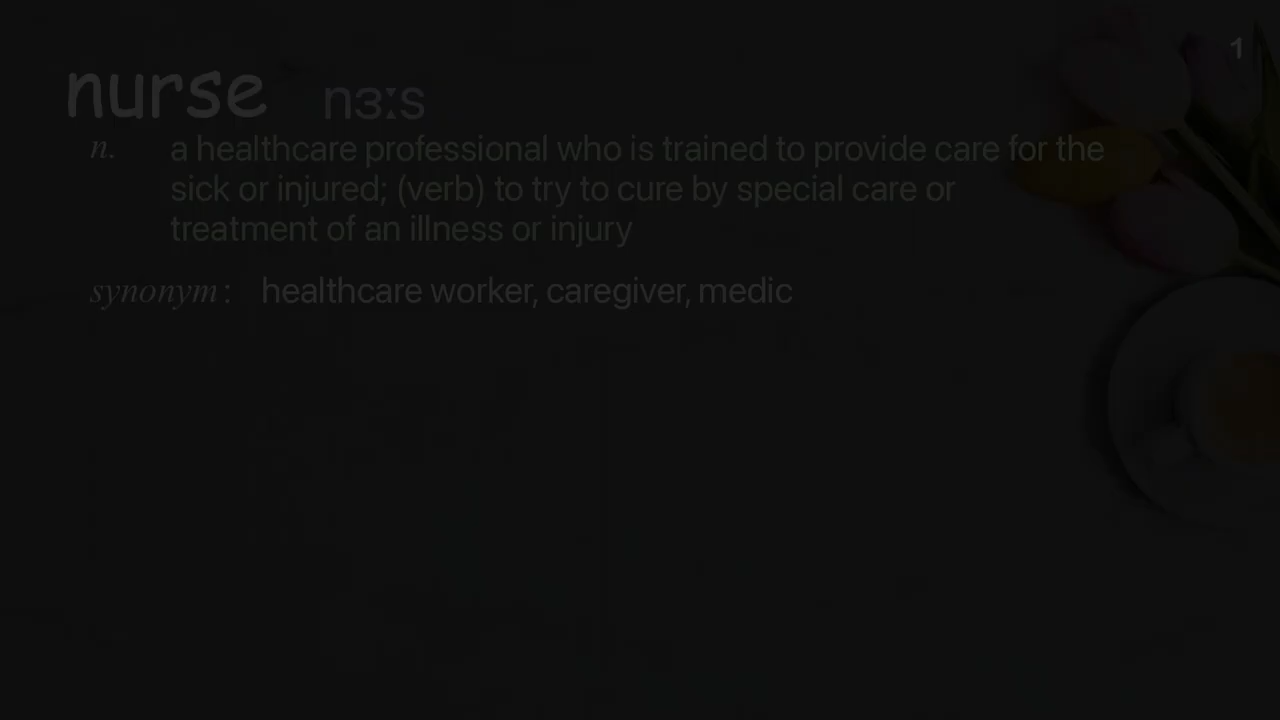 1
nurse nɜːs
n. a healthcare professional who is trained to provide care for the
sick or injured; (verb) to try to cure by special care or
treatment of an illness or injury
synonym : healthcare worker, caregiver, medic